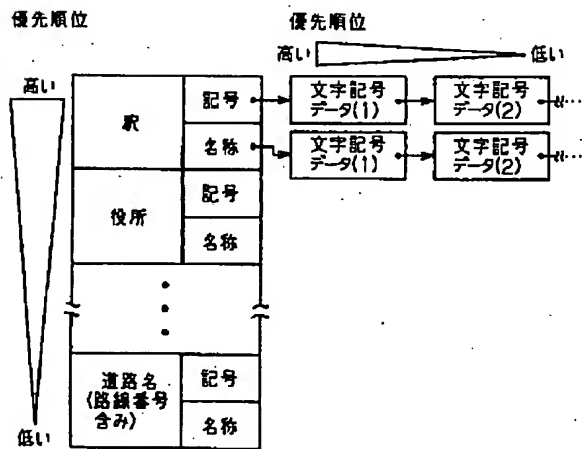 優先順位
優先順位
高い
低い
高い
駅
記号
文字記号
データ(1)
文字記号
データ(2)
名称
文字記号
データ(1)
文字記号
データ(2)
役所
記号
名称
道路名
(路線番号
含み)
記号
名称
低い